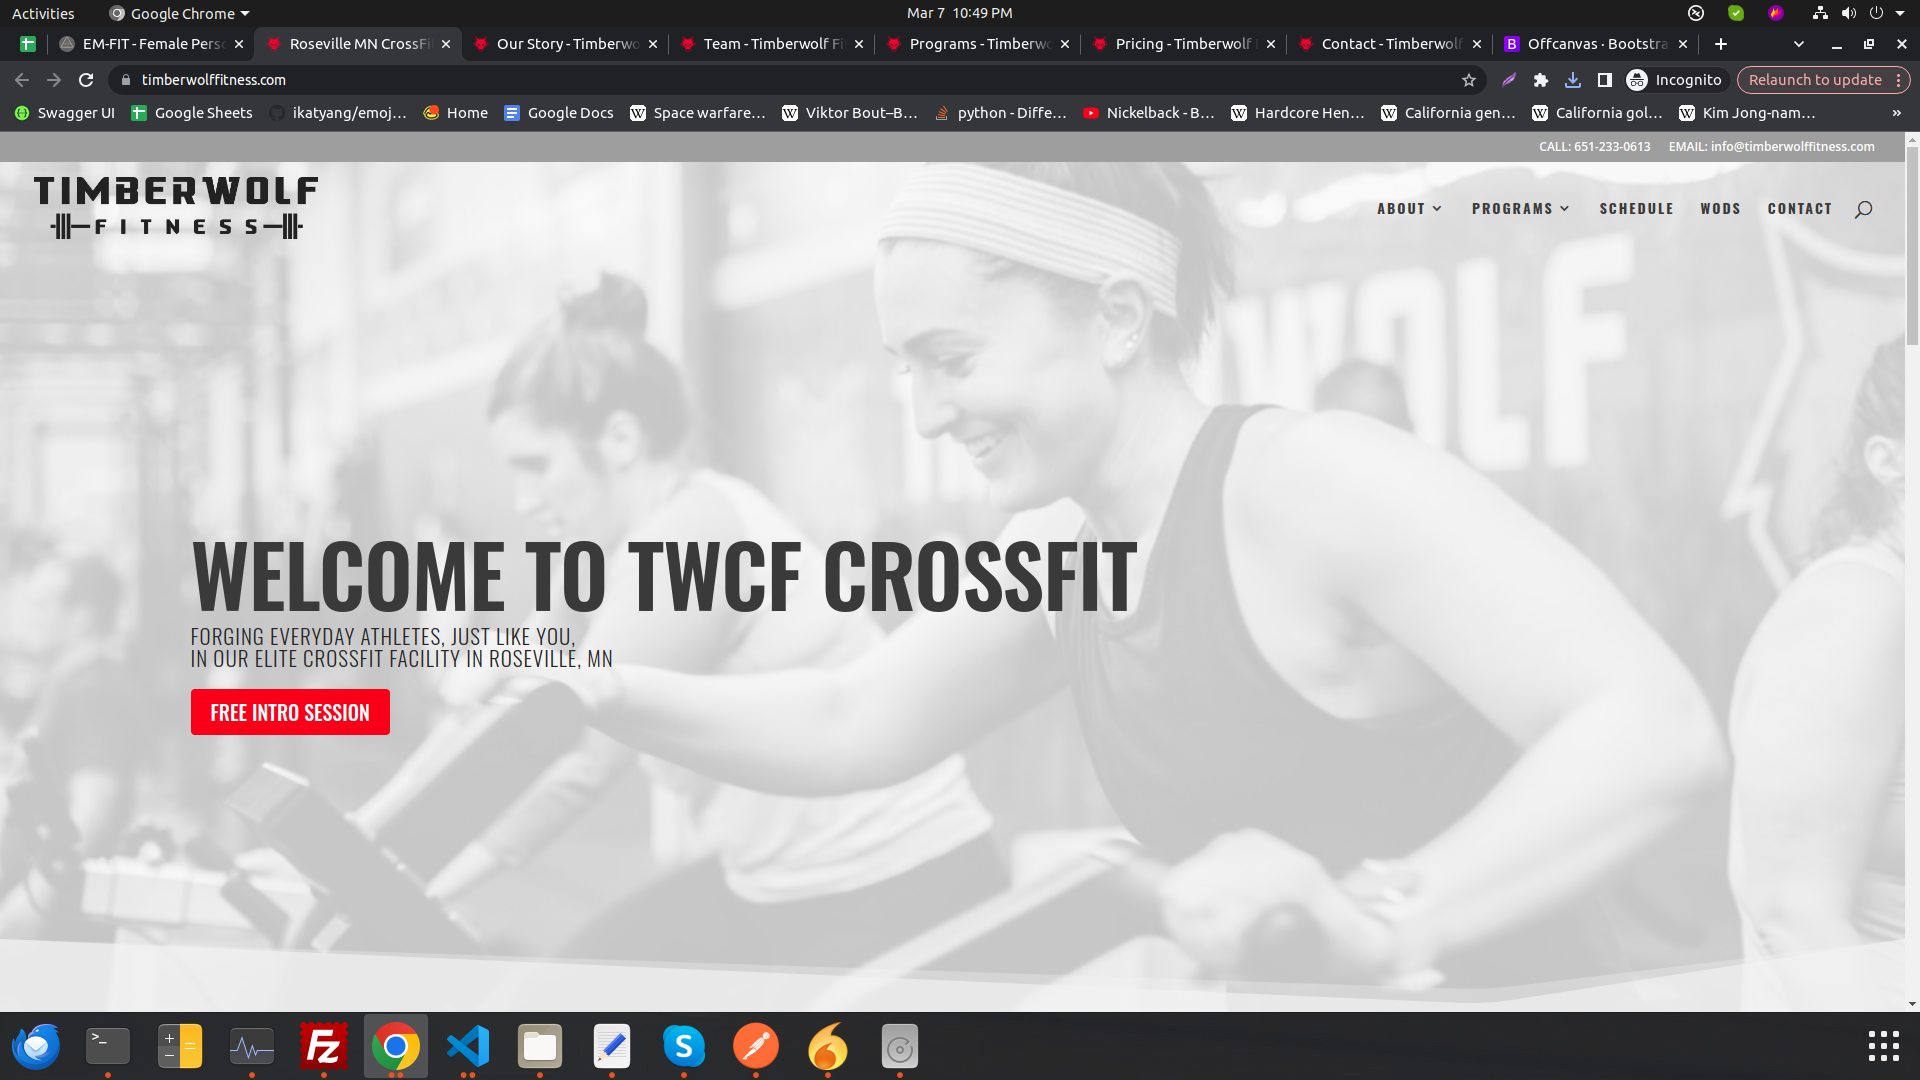 Activities
Google Chrome
Mar 7 10:49 PM
EM-FIT - Female Pers
Roseville MN CrossFi
Our Story - Timberwo
Team - Timberwolf Fi
Programs - Timberwo
Pricing - Timberwolf
Contact - Timberwolf
Offcanvas · Bootstra
timberwolffitness.com
Incognito
Relaunch to update
Swagger UI
Google Sheets
ikatyang/emoj…
Home
Google Docs
Space warfare…
Viktor Bout–B…
python - Diffe…
Nickelback - B…
Hardcore Hen…
California gen…
California gol…
Kim Jong-nam…
»
CALL: 651-233-0613
EMAIL: info@timberwolffitness.com
TIMBERWOLF
FITNESS
ABOUT
PROGRAMS
SCHEDULE
WODS
CONTACT
WOLF
WELCOME TO TWCF CROSSFIT
FORGING EVERYDAY ATHLETES, JUST LIKE YOU,
IN OUR ELITE CROSSFIT FACILITY IN ROSEVILLE, MN
FREE INTRO SESSION